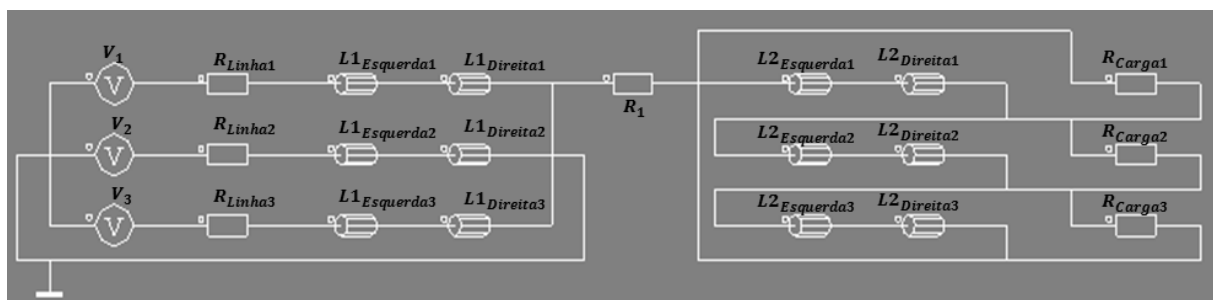 V1 RLinha1 L1Esquerda1 L1Direita1 R1 L2Esquerda1 L2Direita1 RCarga1
V
V2 RLinha2 L1Esquerda2 L1Direita2 L2Esquerda2 L2Direita2 RCarga2
V
V3 RLinha3 L1Esquerda3 L1Direita3 L2Esquerda3 L2Direita3 RCarga3
V